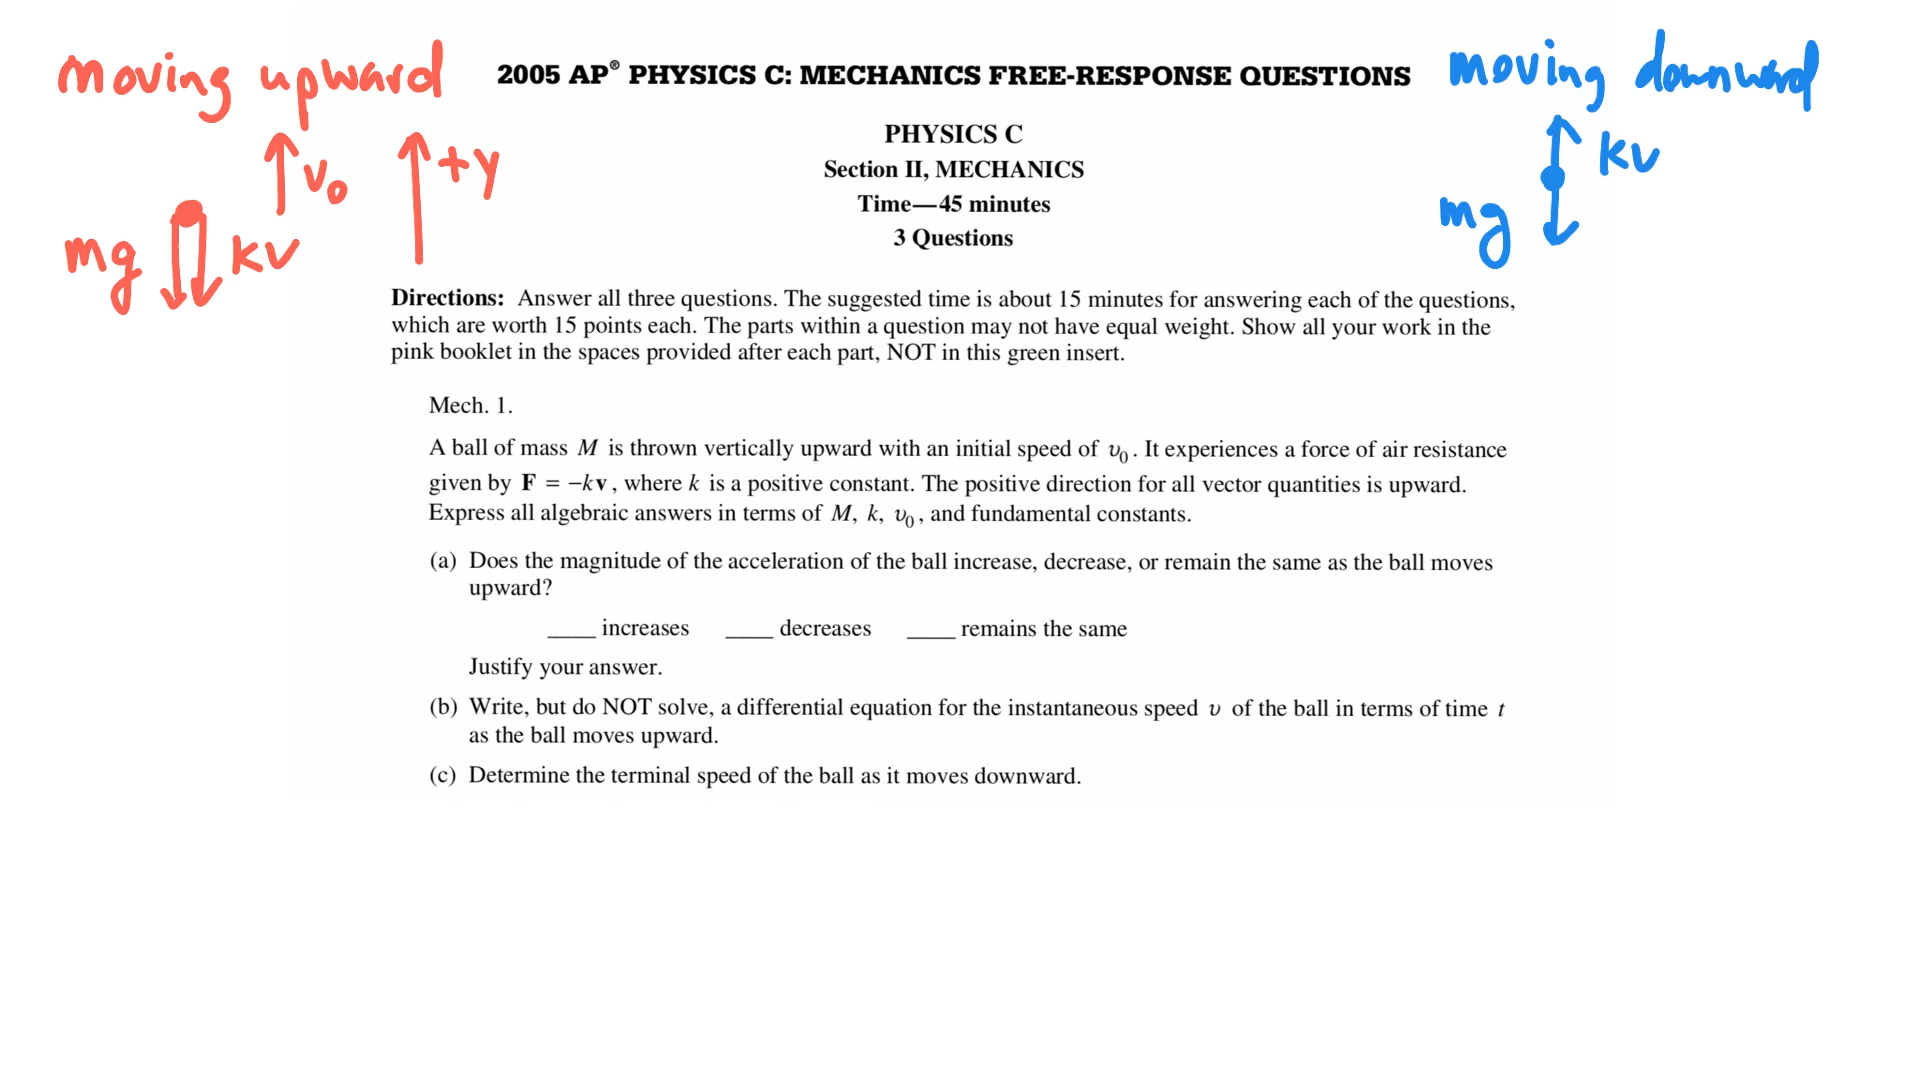 moving upward
2005 AP® PHYSICS C: MECHANICS FREE-RESPONSE QUESTIONS
moving downward
v₀
+y
mg
kv
kv
mg
PHYSICS C
Section II, MECHANICS
Time—45 minutes
3 Questions
Directions: Answer all three questions. The suggested time is about 15 minutes for answering each of the questions,
which are worth 15 points each. The parts within a question may not have equal weight. Show all your work in the
pink booklet in the spaces provided after each part, NOT in this green insert.
Mech. 1.
A ball of mass M is thrown vertically upward with an initial speed of υ₀. It experiences a force of air resistance
given by F = −kv, where k is a positive constant. The positive direction for all vector quantities is upward.
Express all algebraic answers in terms of M, k, υ₀, and fundamental constants.
(a) Does the magnitude of the acceleration of the ball increase, decrease, or remain the same as the ball moves
upward?
____ increases ____ decreases ____ remains the same
Justify your answer.
(b) Write, but do NOT solve, a differential equation for the instantaneous speed υ of the ball in terms of time t
as the ball moves upward.
(c) Determine the terminal speed of the ball as it moves downward.